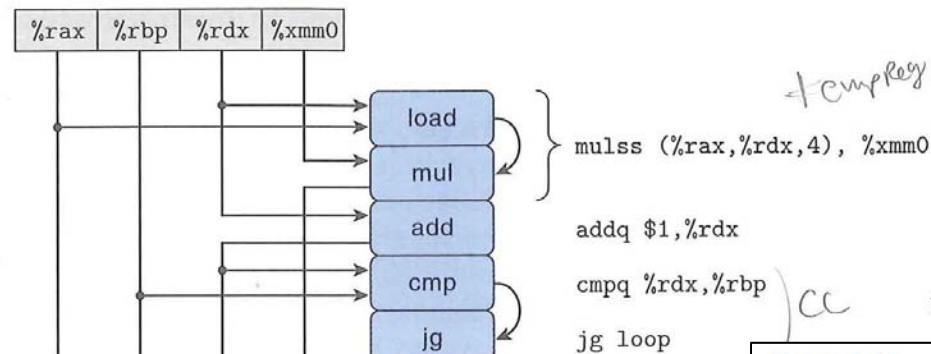 %rax %rbp %rdx %xmm0
tempReg
load
mul
mulss (%rax,%rdx,4), %xmm0
add
addq $1,%rdx
cmp
cmpq %rdx,%rbp
CC
jg
jg loop